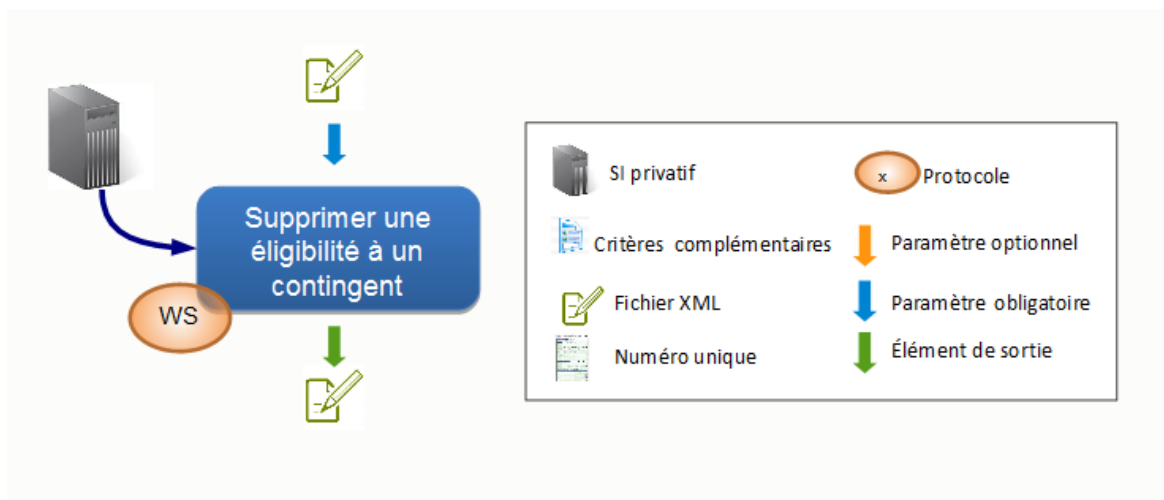 Supprimer une
éligibilité à un
contingent
WS
SI privatif
x Protocole
Critères complémentaires
Paramètre optionnel
Fichier XML
Paramètre obligatoire
Numéro unique
Élément de sortie